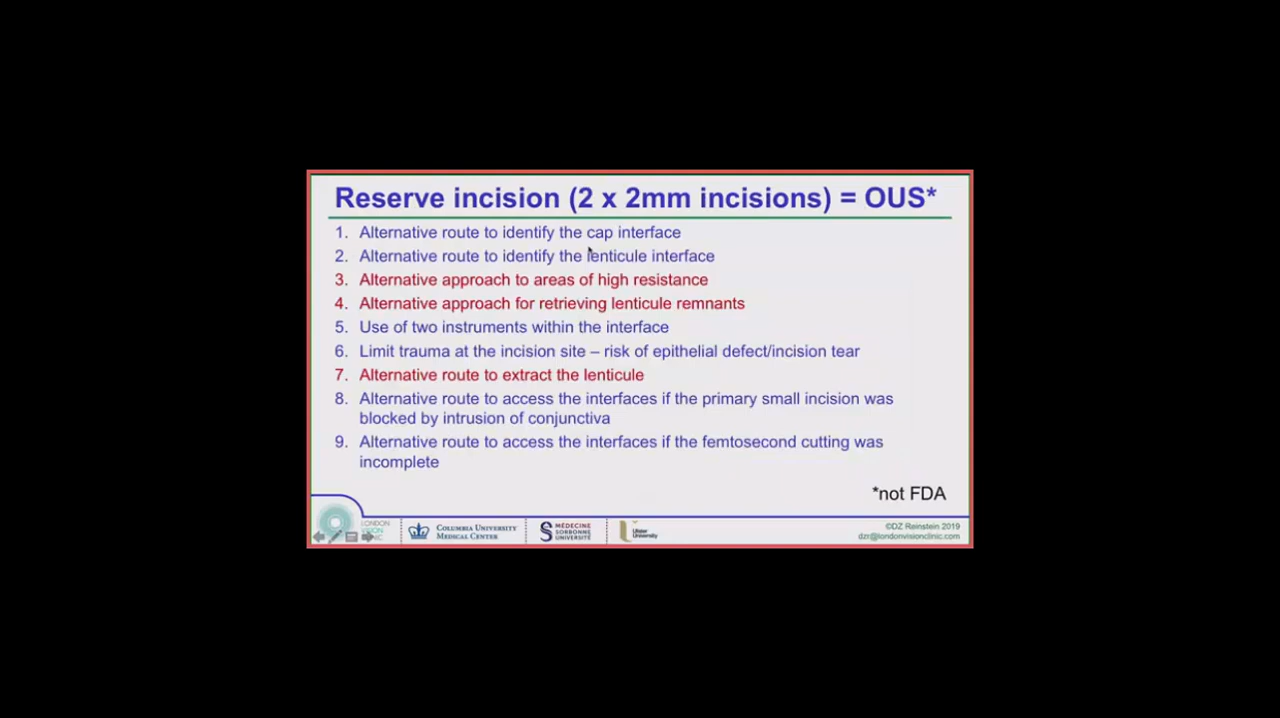 Reserve incision (2 x 2mm incisions) = OUS*
1. Alternative route to identify the cap interface
2. Alternative route to identify the lenticule interface
3. Alternative approach to areas of high resistance
4. Alternative approach for retrieving lenticule remnants
5. Use of two instruments within the interface
6. Limit trauma at the incision site – risk of epithelial defect/incision tear
7. Alternative route to extract the lenticule
8. Alternative route to access the interfaces if the primary small incision was
blocked by intrusion of conjunctiva
9. Alternative route to access the interfaces if the femtosecond cutting was
incomplete
*not FDA
LONDON
VISION
COLUMBIA UNIVERSITY
MEDICAL CENTER
MÉDECINE
SORBONNE
UNIVERSITÉ
Ulster
University
©DZ Reinstein 2019
dzr@londonvisionclinic.com